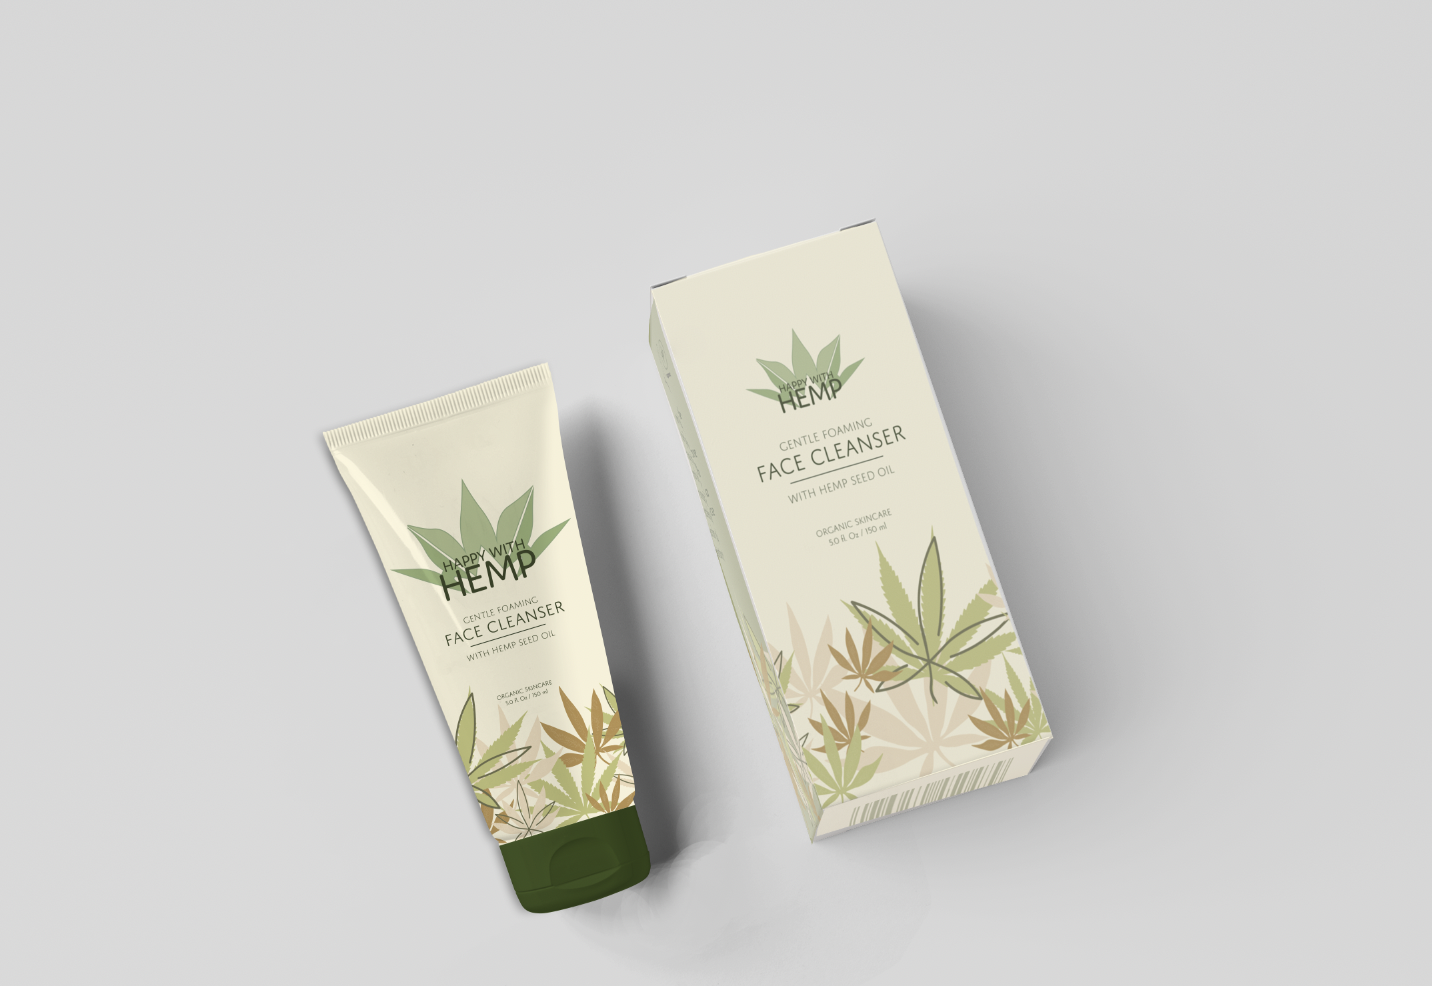 HAPPY WITH
HEMP
GENTLE FOAMING
FACE CLEANSER
WITH HEMP SEED OIL
ORGANIC SKINCARE
5.0 fl. Oz / 150 ml
HAPPY WITH
HEMP
GENTLE FOAMING
FACE CLEANSER
WITH HEMP SEED OIL
ORGANIC SKINCARE
5.0 fl. Oz / 150 ml